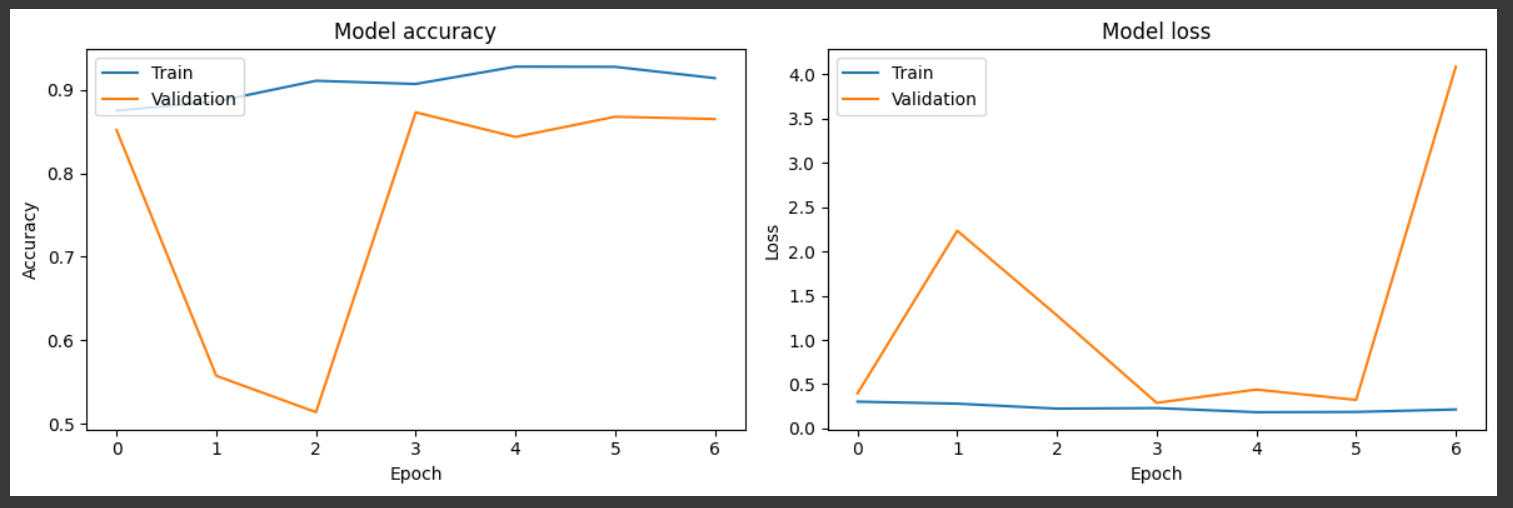 Model accuracy
Train
Validation
0.9
0.8
0.7
0.6
0.5
Accuracy
0 1 2 3 4 5 6
Epoch
Model loss
Train
Validation
4.0
3.5
3.0
2.5
2.0
1.5
1.0
0.5
0.0
Loss
0 1 2 3 4 5 6
Epoch